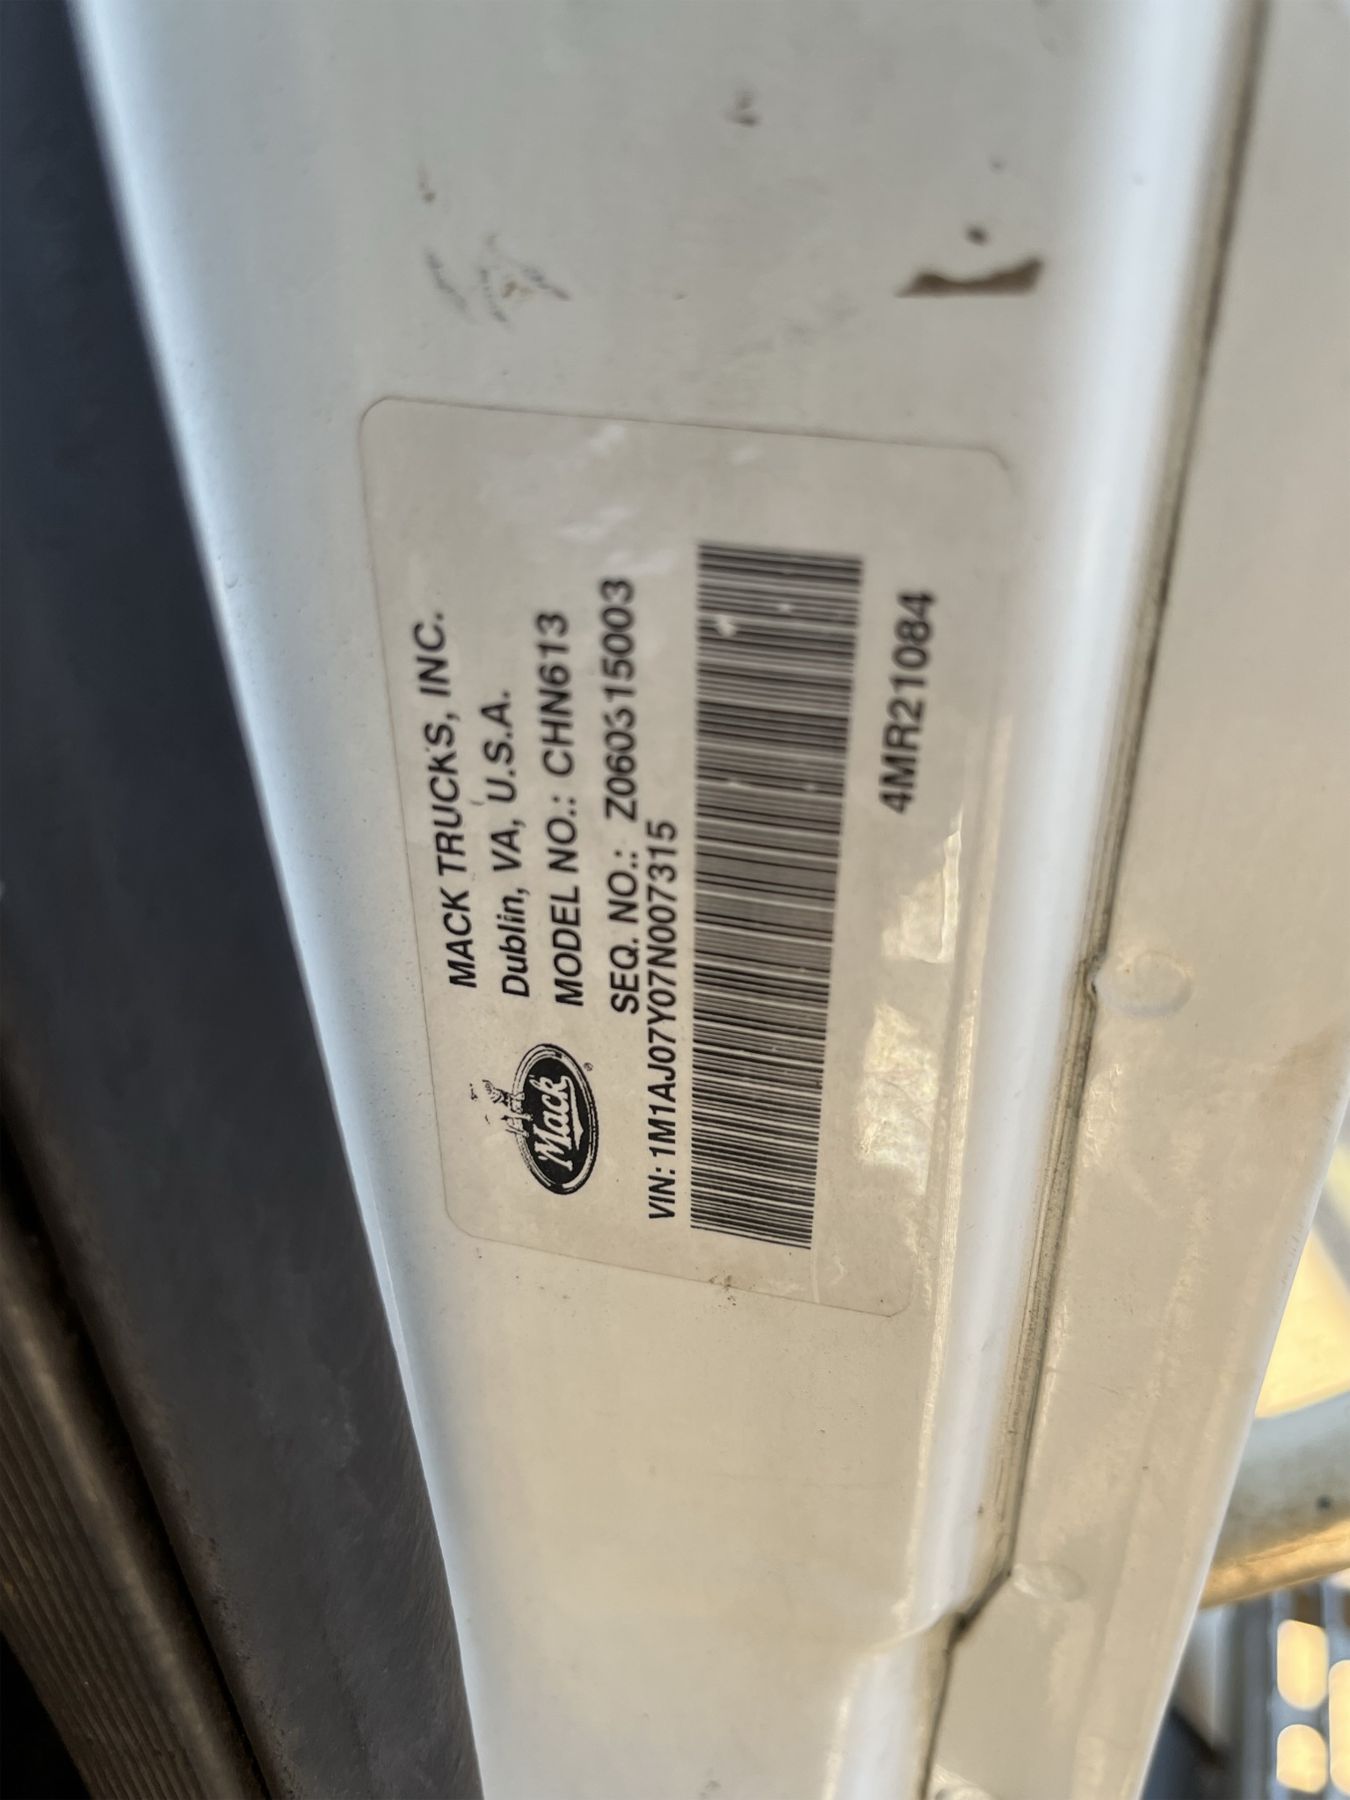 MACK TRUCKS, INC.
Dublin, VA, U.S.A.
MODEL NO.: CHN613
SEQ. NO.: Z060315003
Mack®
VIN: 1M1AJ07Y07N007315
4MR21084